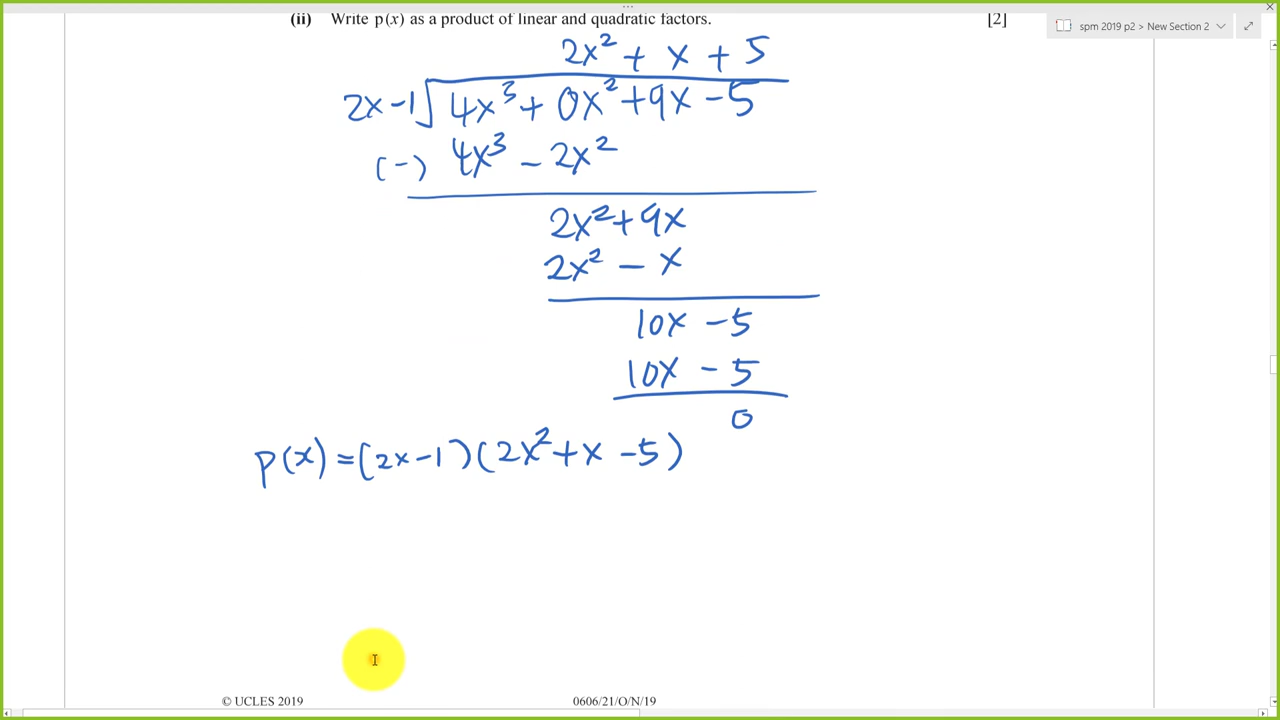 (ii) Write p(x) as a product of linear and quadratic factors. [2]
spm 2019 p2 > New Section 2
2x² + x + 5
2x - 1 4x³ + 0x² + 9x - 5
(-) 4x³ - 2x²
2x² + 9x
2x² - x
10x - 5
10x - 5
0
p(x) = (2x - 1)(2x² + x - 5)
© UCLES 2019 0606/21/O/N/19